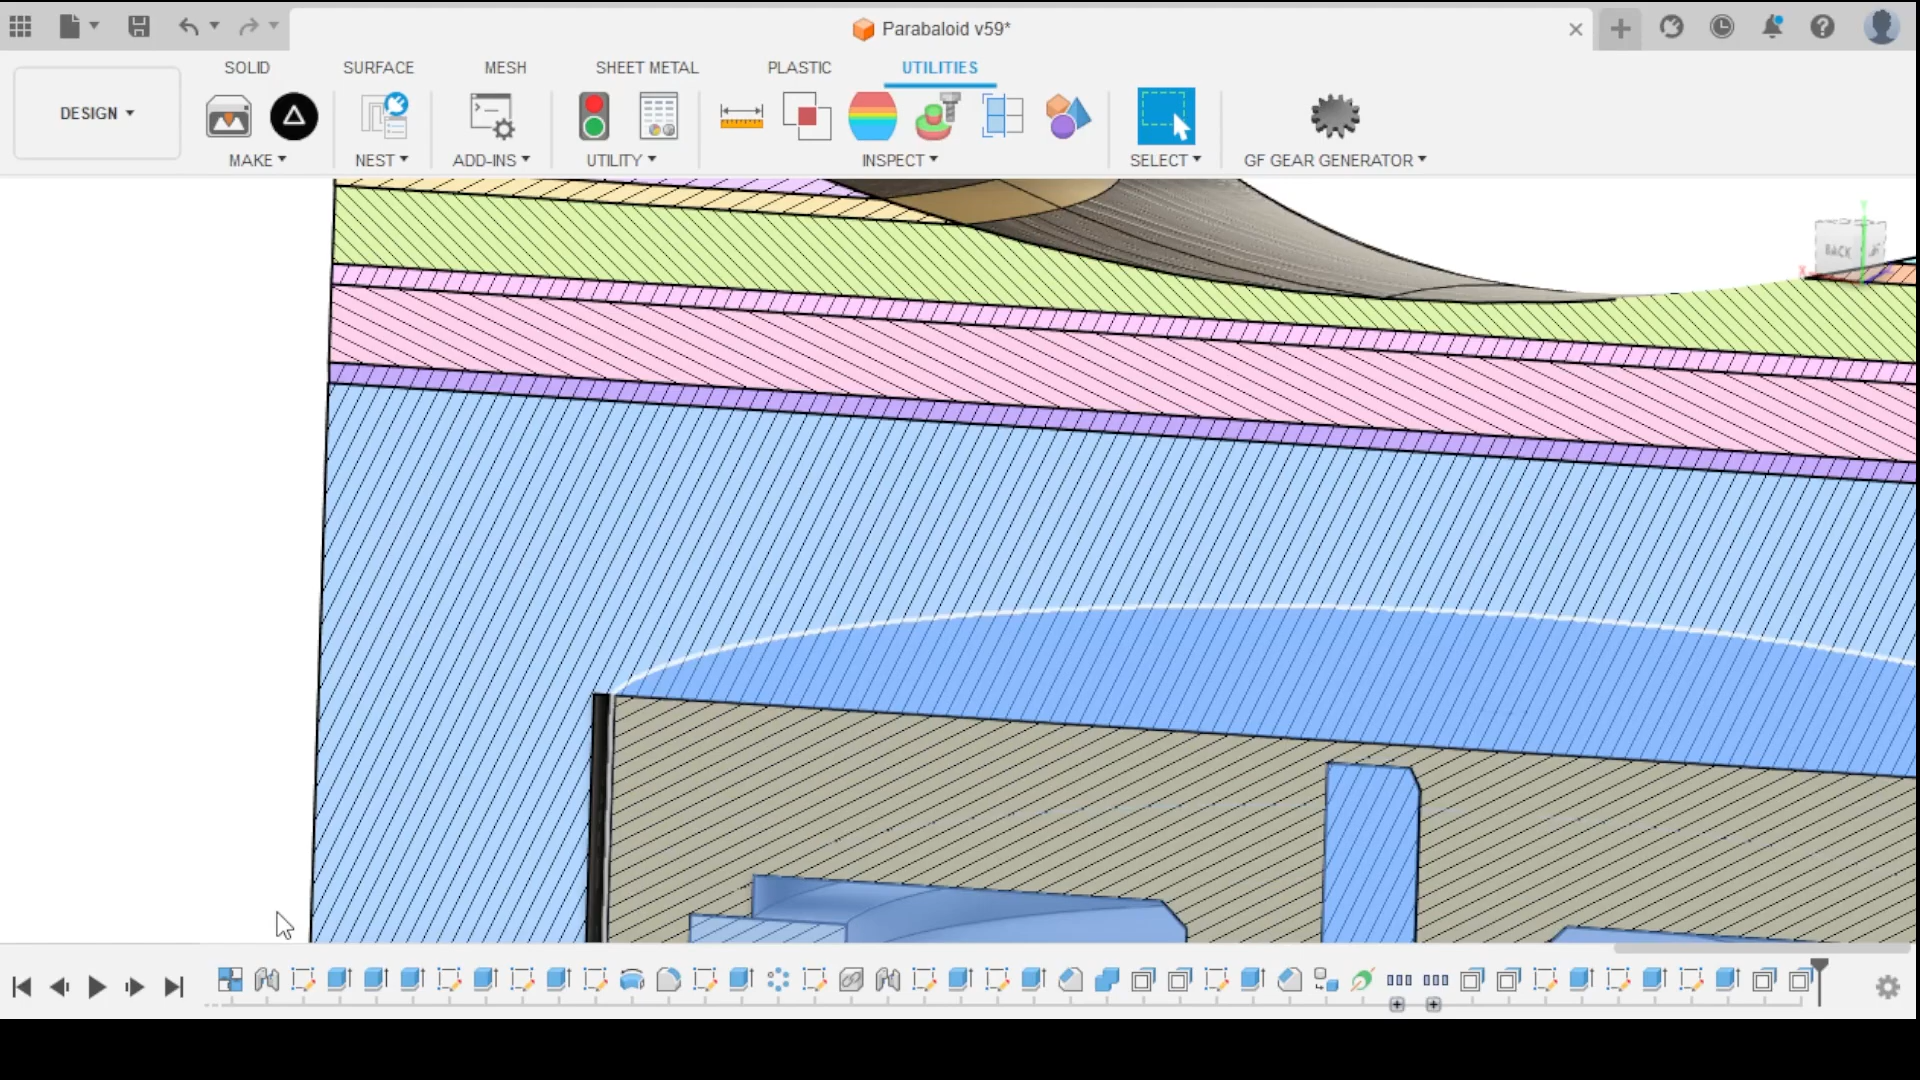 Parabaloid v59*
SOLID SURFACE MESH SHEET METAL PLASTIC UTILITIES
DESIGN
MAKE NEST ADD-INS UTILITY INSPECT SELECT GF GEAR GENERATOR
Y
BACK
X